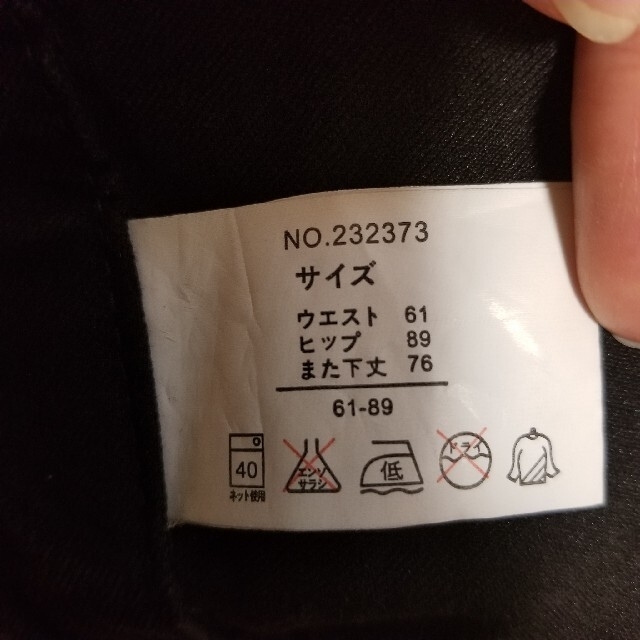 NO.232373
サイズ
ウエスト 61
ヒップ 89
また下丈 76
61-89
40
ネット使用
エンソ
サラシ
低
ドライ